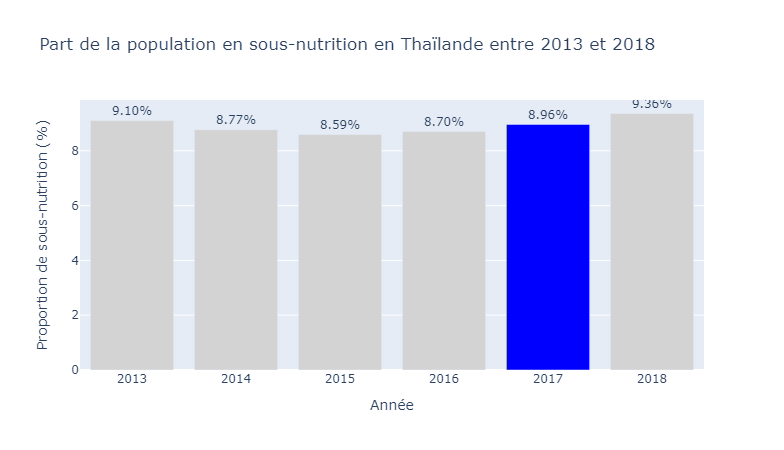 Part de la population en sous-nutrition en Thaïlande entre 2013 et 2018
Proportion de sous-nutrition (%)
9.10% 8.77% 8.59% 8.70% 8.96% 9.36%
8
6
4
2
0
2013 2014 2015 2016 2017 2018
Année